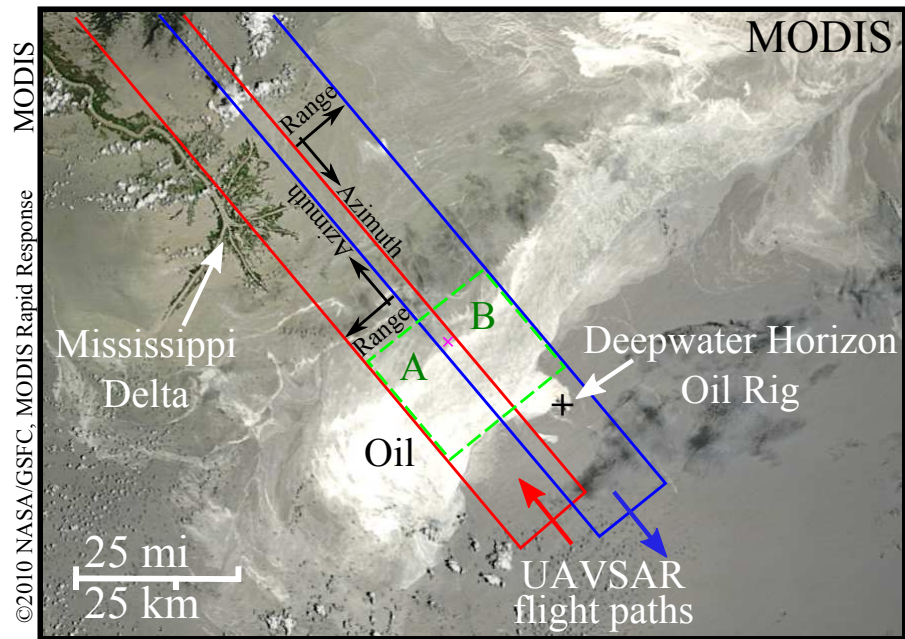 MODIS
©2010 NASA/GSFC, MODIS Rapid Response MODIS
Range
Azimuth
Azimuth
Range
B
A
Mississippi
Delta
Deepwater Horizon
Oil Rig
Oil
25 mi
25 km
UAVSAR
flight paths